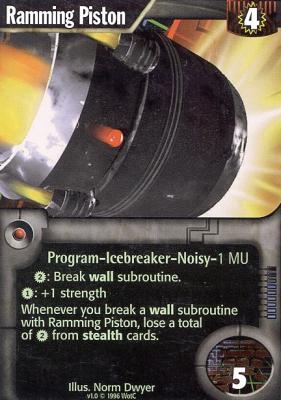 Ramming Piston
4
Program-Icebreaker-Noisy-1 MU
2: Break wall subroutine.
1: +1 strength
Whenever you break a wall subroutine
with Ramming Piston, lose a total
of 2 from stealth cards.
5
Illus. Norm Dwyer
v1.0 © 1996 WotC